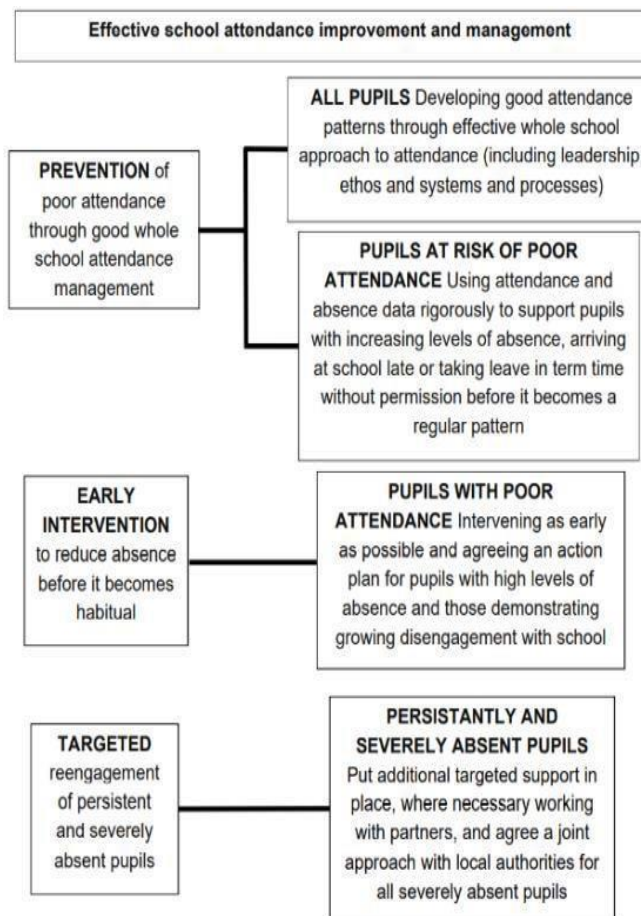 Effective school attendance improvement and management
ALL PUPILS Developing good attendance
patterns through effective whole school
approach to attendance (including leadership
ethos and systems and processes)
PREVENTION of
poor attendance
through good whole
school attendance
management
PUPILS AT RISK OF POOR
ATTENDANCE Using attendance and
absence data rigorously to support pupils
with increasing levels of absence, arriving
at school late or taking leave in term time
without permission before it becomes a
regular pattern
EARLY
INTERVENTION
to reduce absence
before it becomes
habitual
PUPILS WITH POOR
ATTENDANCE Intervening as early
as possible and agreeing an action
plan for pupils with high levels of
absence and those demonstrating
growing disengagement with school
TARGETED
reengagement
of persistent
and severely
absent pupils
PERSISTANTLY AND
SEVERELY ABSENT PUPILS
Put additional targeted support in
place, where necessary working
with partners, and agree a joint
approach with local authorities for
all severely absent pupils